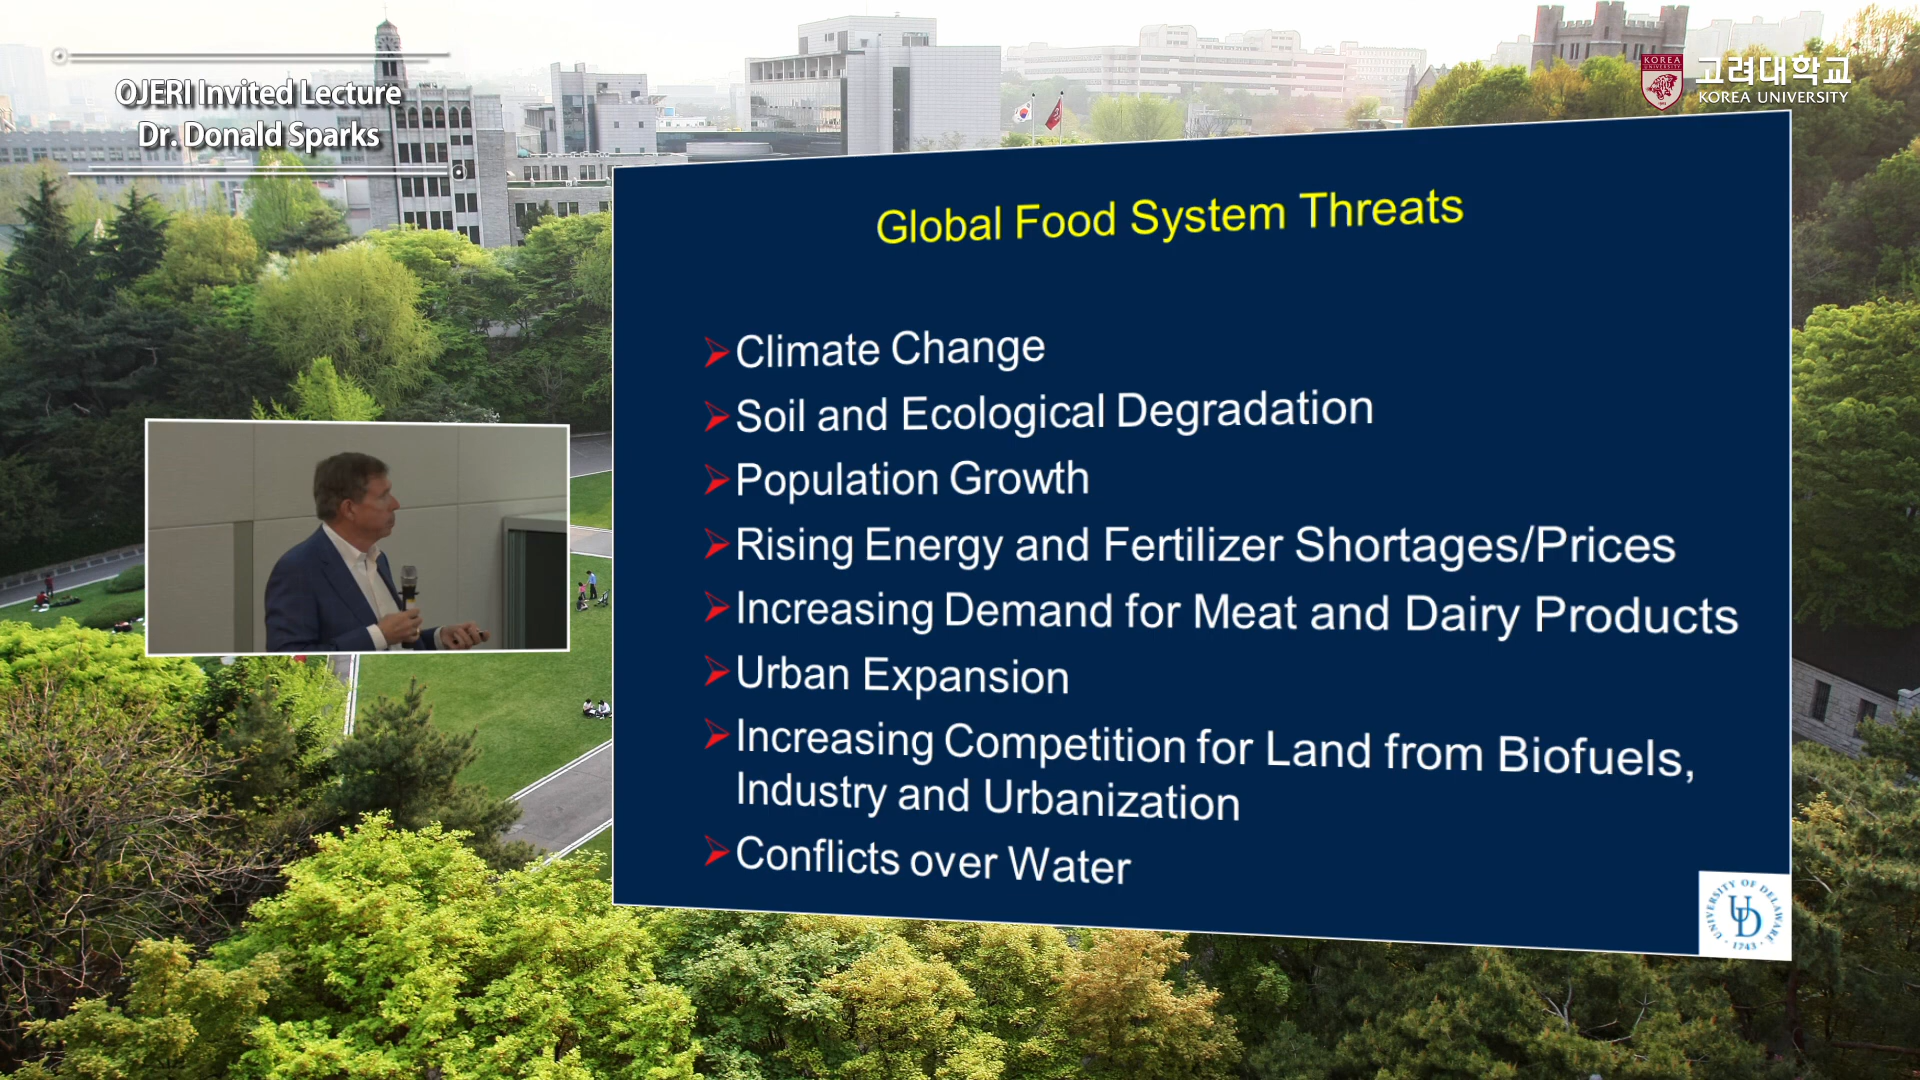 OJERI Invited Lecture
Dr. Donald Sparks
KOREA
UNIVERSITY
고려대학교
KOREA UNIVERSITY
Global Food System Threats
Climate Change
Soil and Ecological Degradation
Population Growth
Rising Energy and Fertilizer Shortages/Prices
Increasing Demand for Meat and Dairy Products
Urban Expansion
Increasing Competition for Land from Biofuels,
Industry and Urbanization
Conflicts over Water
UNIVERSITY OF DELAWARE
UD
1743